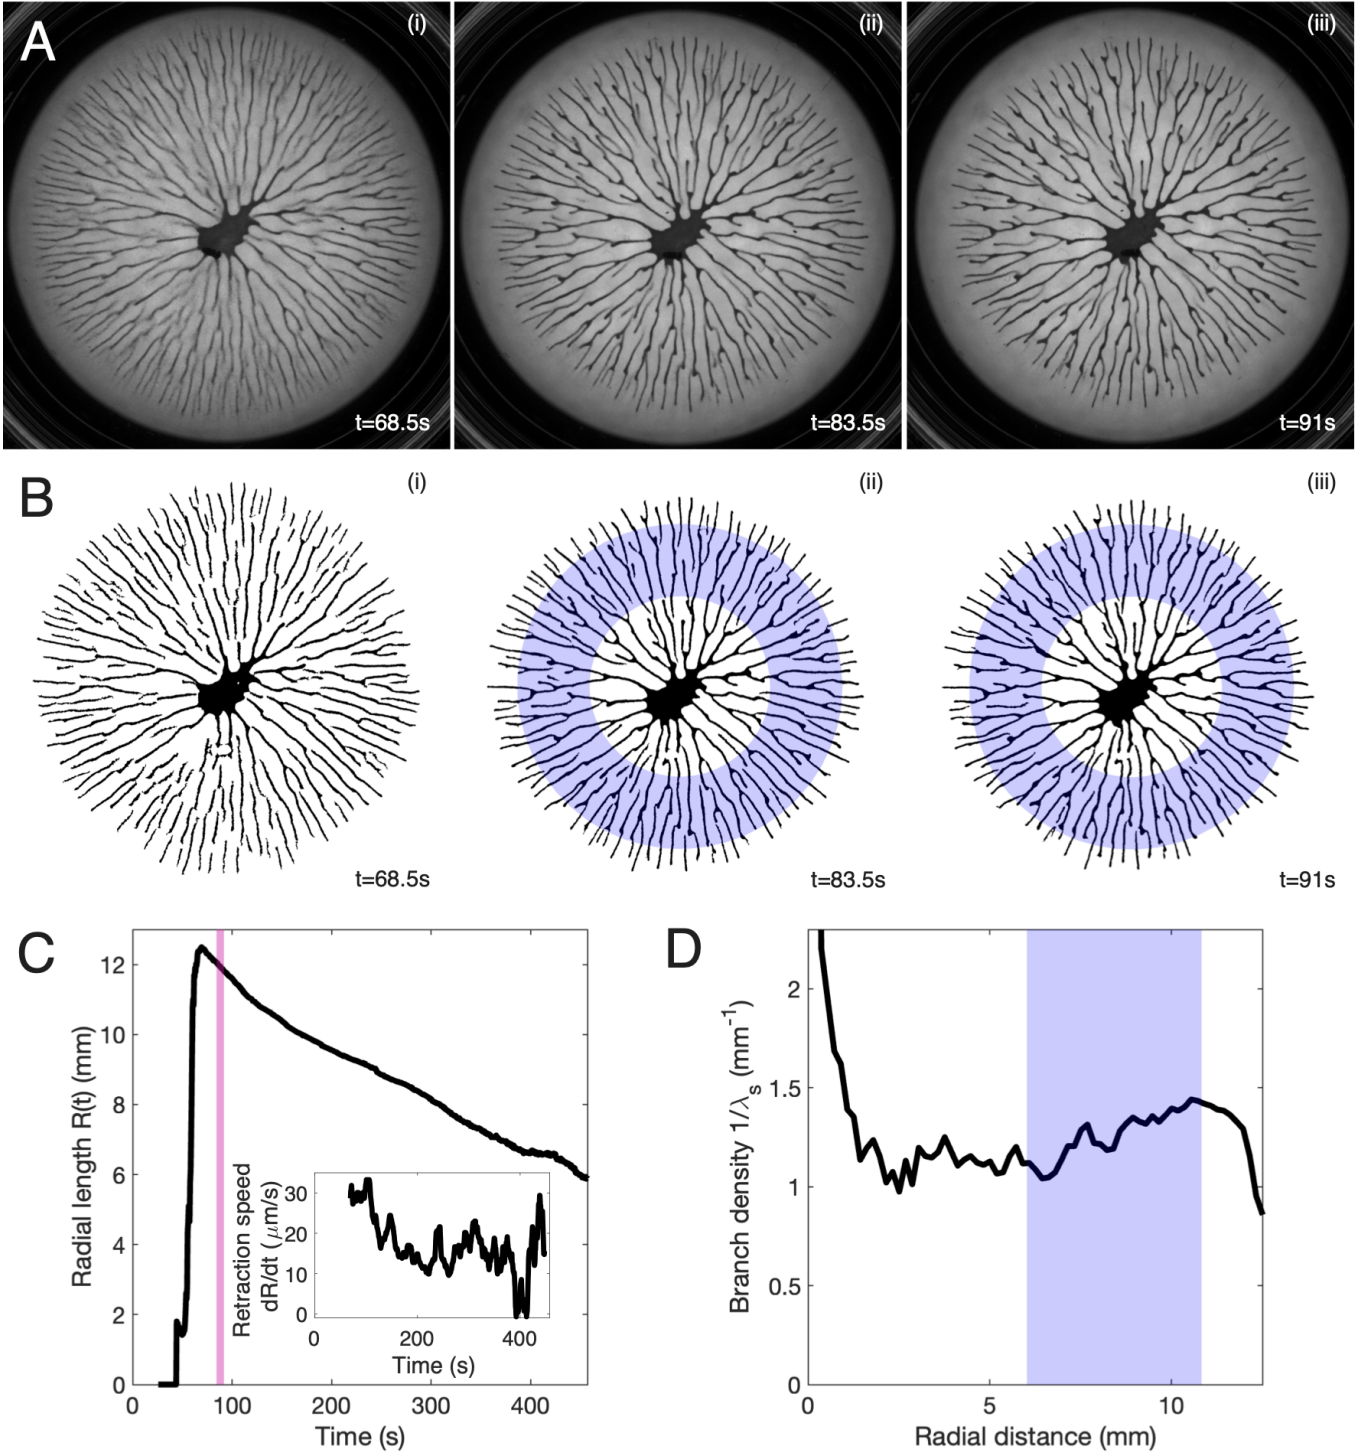 A
(i)
(ii)
(iii)
t=68.5s
t=83.5s
t=91s
B
(i)
(ii)
(iii)
t=68.5s
t=83.5s
t=91s
C
Radial length R(t) (mm)
12
10
8
6
4
2
0
0 100 200 300 400
Time (s)
Retraction speed
dR/dt (μm/s)
30
20
10
0
0 200 400
Time (s)
D
Branch density 1/λs (mm-1)
2
1.5
1
0.5
0
0 5 10
Radial distance (mm)